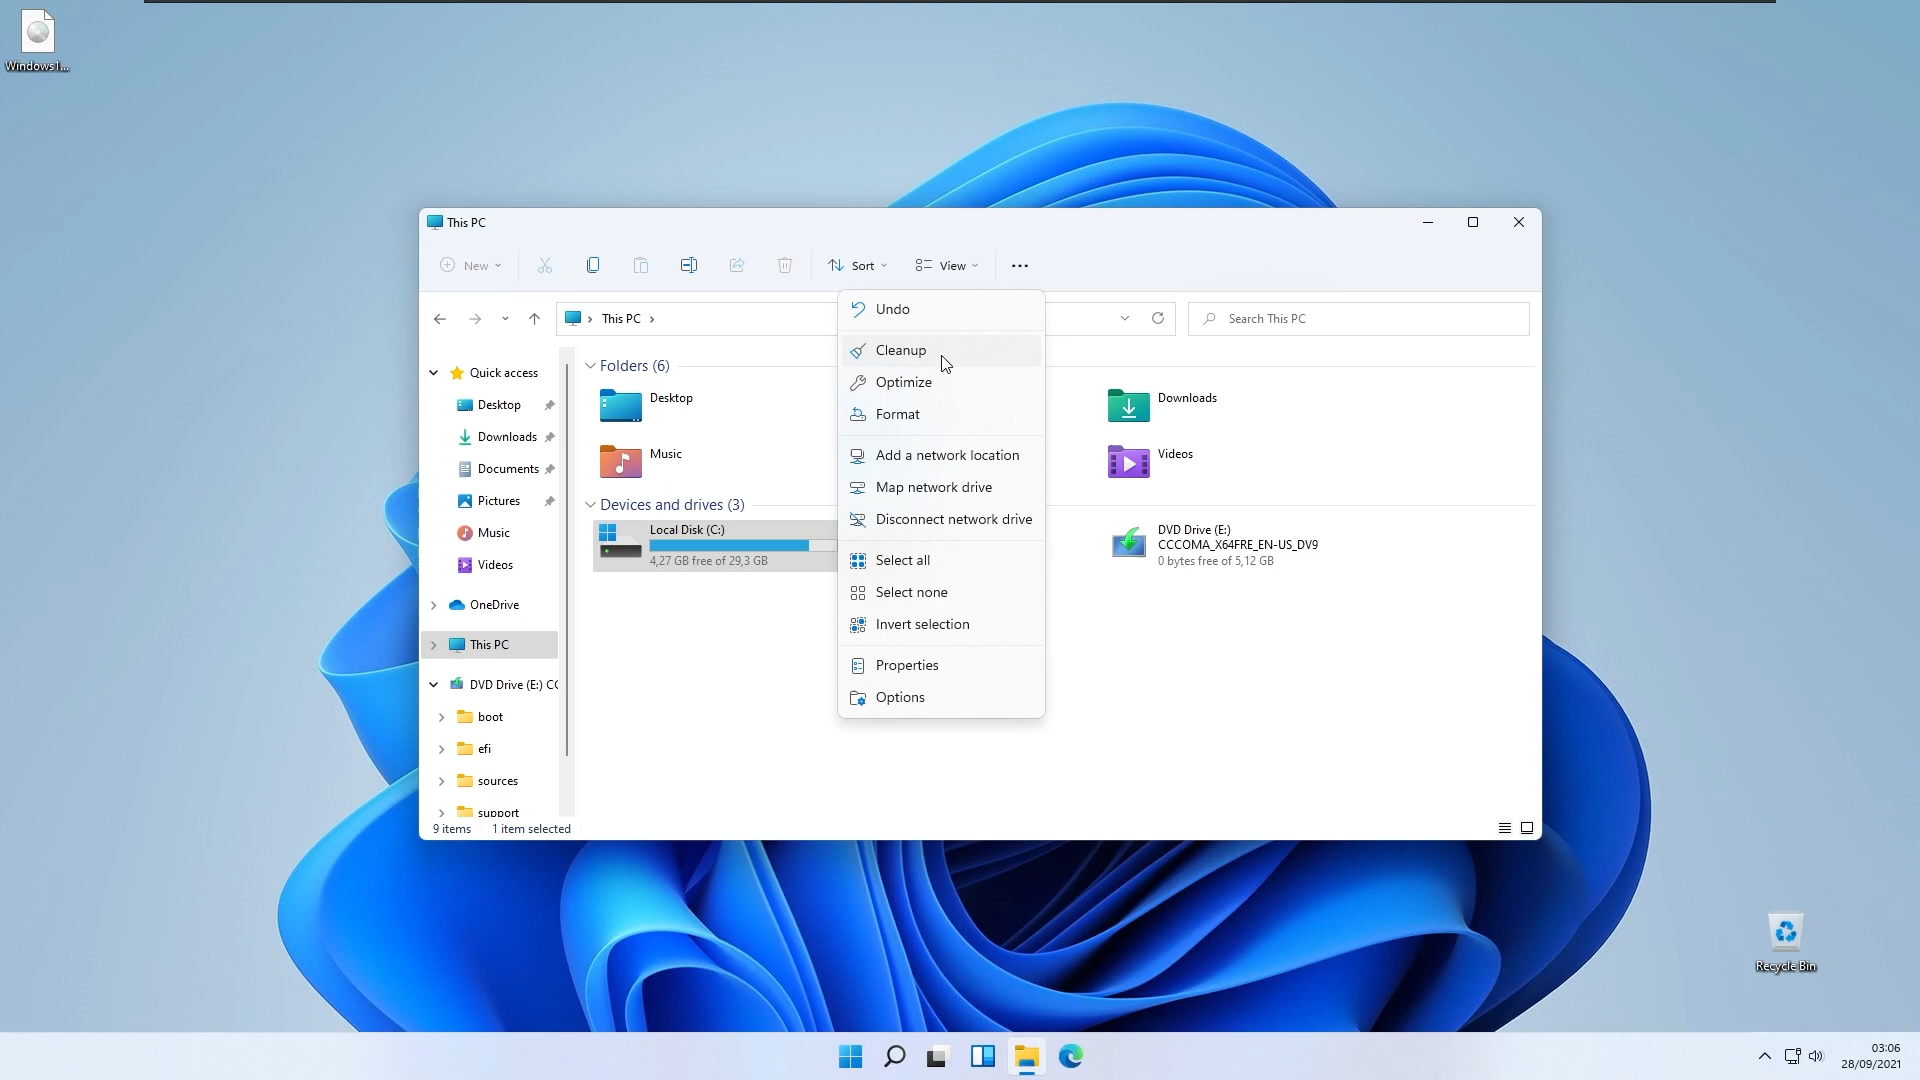 Windows1...
This PC
New
Sort
View
This PC
Search This PC
Undo
Cleanup
Optimize
Format
Add a network location
Map network drive
Disconnect network drive
Select all
Select none
Invert selection
Properties
Options
Quick access
Desktop
Downloads
Documents
Pictures
Music
Videos
OneDrive
This PC
DVD Drive (E:) CC
boot
efi
sources
support
Folders (6)
Desktop
Downloads
Music
Videos
Devices and drives (3)
Local Disk (C:)
4,27 GB free of 29,3 GB
DVD Drive (E:)
CCCOMA_X64FRE_EN-US_DV9
0 bytes free of 5,12 GB
9 items
1 item selected
Recycle Bin
03:06
28/09/2021